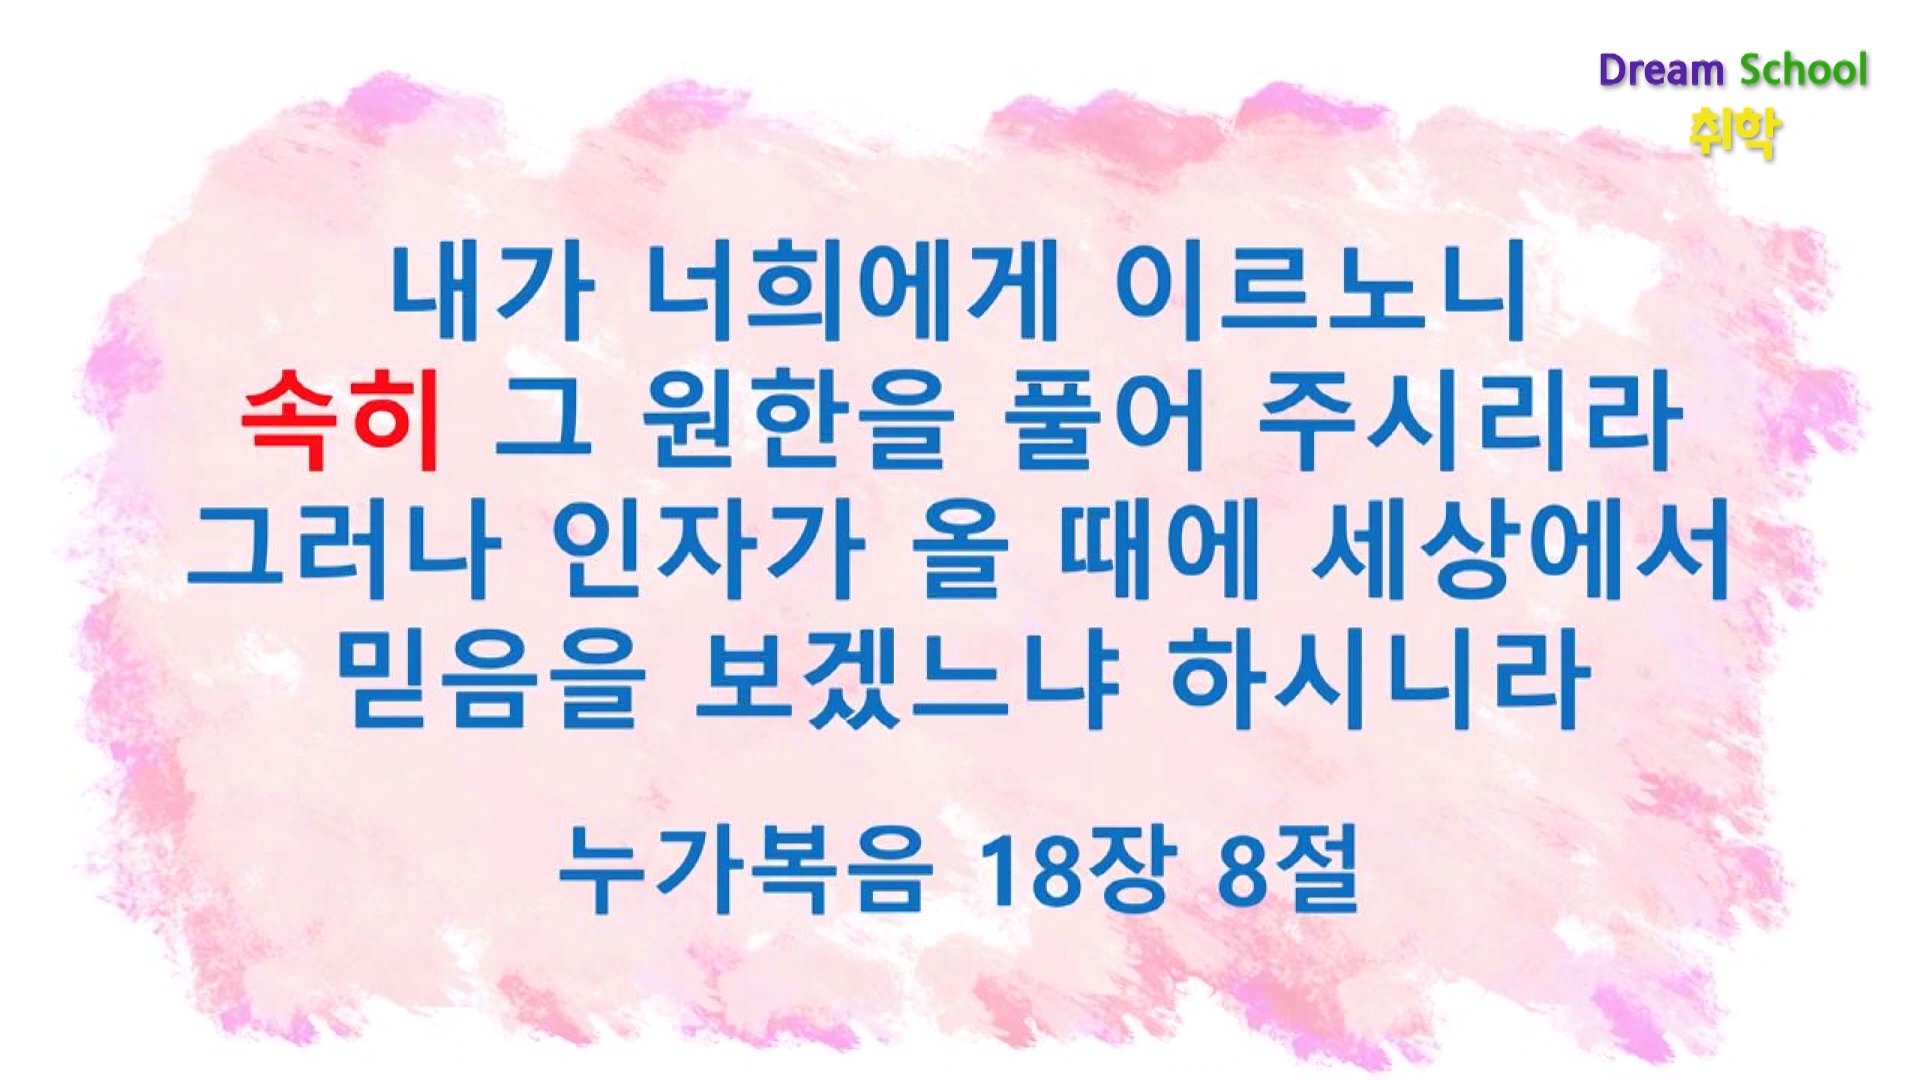 Dream School
취학
내가 너희에게 이르노니
속히 그 원한을 풀어 주시리라
그러나 인자가 올 때에 세상에서
믿음을 보겠느냐 하시니라
누가복음 18장 8절